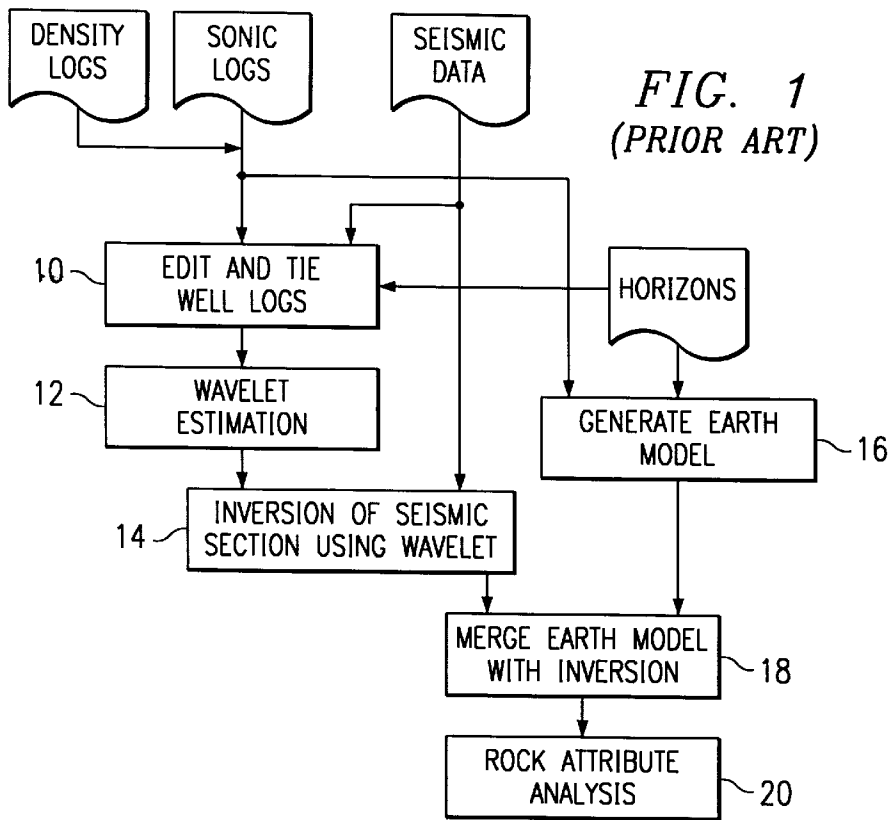 DENSITY
LOGS
SONIC
LOGS
SEISMIC
DATA
FIG. 1
(PRIOR ART)
10
EDIT AND TIE
WELL LOGS
HORIZONS
12
WAVELET
ESTIMATION
GENERATE EARTH
MODEL
16
14
INVERSION OF SEISMIC
SECTION USING WAVELET
MERGE EARTH MODEL
WITH INVERSION
18
ROCK ATTRIBUTE
ANALYSIS
20